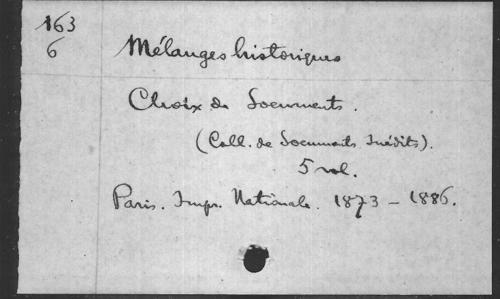 163
6
Mélanges historiques
Choix de Documents.
(Coll. de Documents Inédits).
5 vol.
Paris. Impr. Nationale. 1873 – 1886.